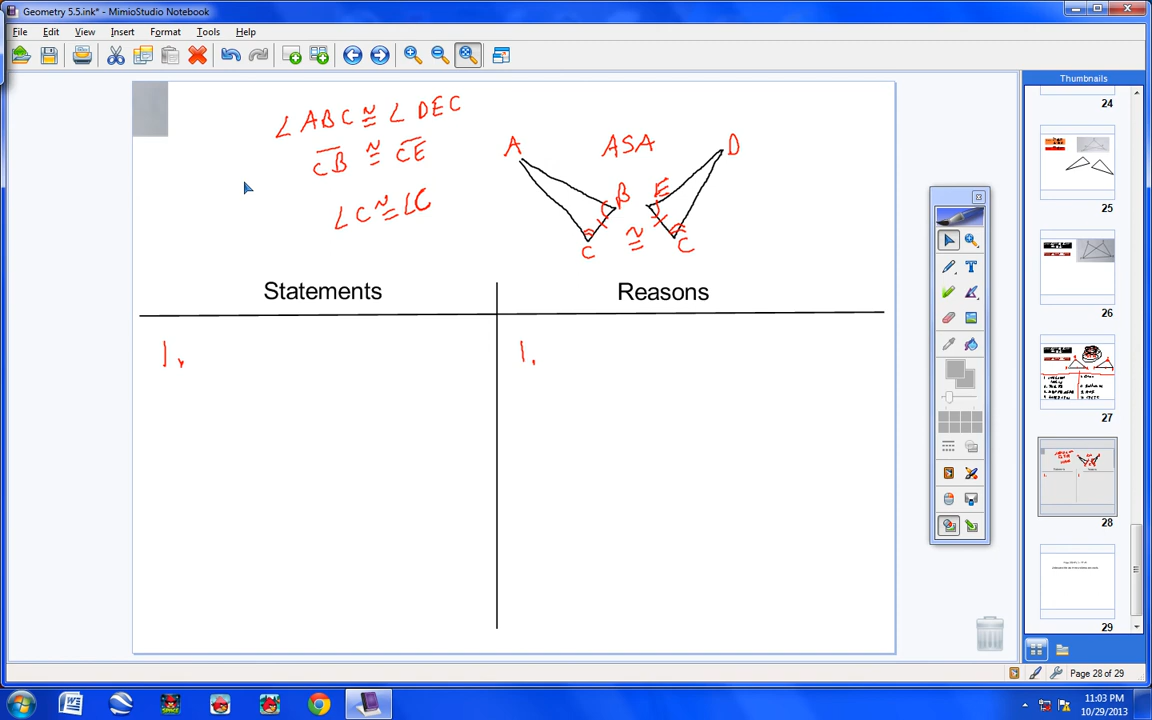 Geometry 5.5.ink* - MimioStudio Notebook
File Edit View Insert Format Tools Help
Thumbnails
∠ABC ≅ ∠DEC
CB ≅ CE
∠C ≅ ∠C
A ASA D
B E
C ≅ C
Statements Reasons
1. 1.
24
25
26
27
28
29
Page 28 of 29
11:03 PM
10/29/2013